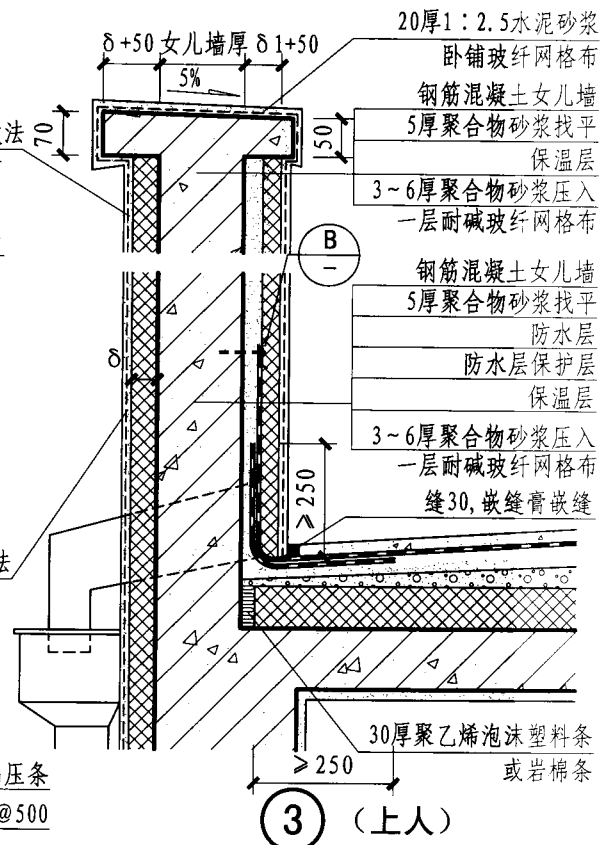 20厚1：2.5水泥砂浆
卧铺玻纤网格布
δ+50 女儿墙厚 δ1+50
5%
70
50
钢筋混凝土女儿墙
5厚聚合物砂浆找平
保温层
3~6厚聚合物砂浆压入
一层耐碱玻纤网格布
法
B
—
钢筋混凝土女儿墙
5厚聚合物砂浆找平
防水层
防水层保护层
保温层
3~6厚聚合物砂浆压入
一层耐碱玻纤网格布
δ
≥250
缝30,嵌缝膏嵌缝
法
30厚聚乙烯泡沫塑料条
或岩棉条
≥250
压条
@500
3 （上人）